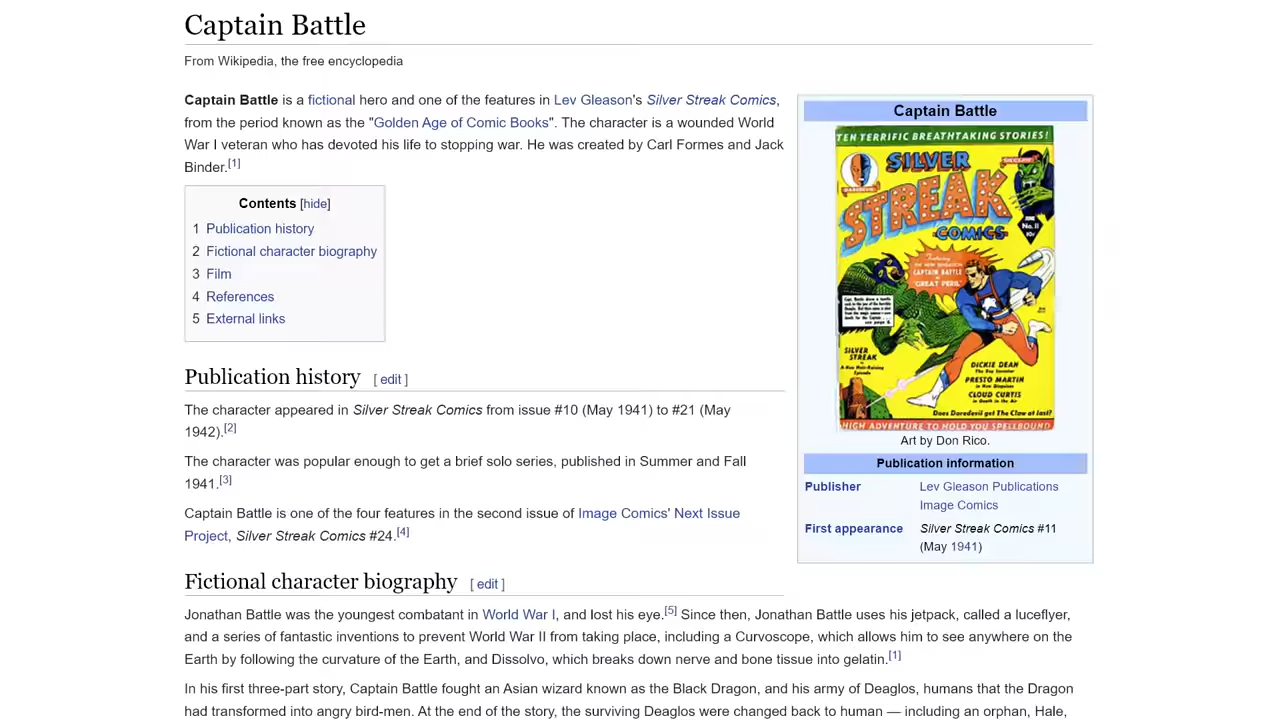 Captain Battle
From Wikipedia, the free encyclopedia
Captain Battle is a fictional hero and one of the features in Lev Gleason's Silver Streak Comics,
from the period known as the "Golden Age of Comic Books". The character is a wounded World
War I veteran who has devoted his life to stopping war. He was created by Carl Formes and Jack
Binder.[1]
Contents [hide]
1 Publication history
2 Fictional character biography
3 Film
4 References
5 External links
Publication history [ edit ]
The character appeared in Silver Streak Comics from issue #10 (May 1941) to #21 (May
1942).[2]
The character was popular enough to get a brief solo series, published in Summer and Fall
1941.[3]
Captain Battle is one of the four features in the second issue of Image Comics' Next Issue
Project, Silver Streak Comics #24.[4]
Captain Battle
TEN TERRIFIC BREATHTAKING STORIES!
SILVER
STREAK
COMICS
DAREDEVIL
No. 11
10¢
Featuring
THE NEW SENSATION
CAPTAIN BATTLE
"GREAT PERIL"
SILVER
STREAK
A New Hair-Raising
Episode
DICKIE DEAN
The Boy Inventor
PRESTO MARTIN
CLOUD CURTIS
Does Daredevil get The Claw at last?
HIGH ADVENTURE TO HOLD YOU SPELLBOUND
Art by Don Rico.
Publication information
Publisher Lev Gleason Publications
Image Comics
First appearance Silver Streak Comics #11
(May 1941)
Fictional character biography [ edit ]
Jonathan Battle was the youngest combatant in World War I, and lost his eye.[5] Since then, Jonathan Battle uses his jetpack, called a luceflyer,
and a series of fantastic inventions to prevent World War II from taking place, including a Curvoscope, which allows him to see anywhere on the
Earth by following the curvature of the Earth, and Dissolvo, which breaks down nerve and bone tissue into gelatin.[1]
In his first three-part story, Captain Battle fought an Asian wizard known as the Black Dragon, and his army of Deaglos, humans that the Dragon
had transformed into angry bird-men. At the end of the story, the surviving Deaglos were changed back to human — including an orphan, Hale,